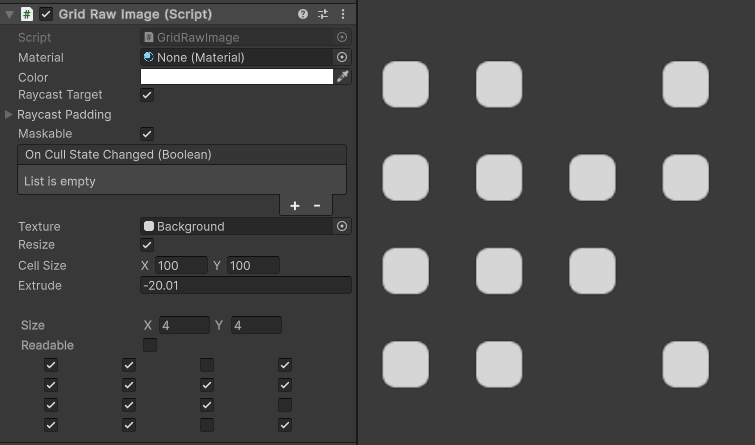 Grid Raw Image (Script)
Script GridRawImage
Material None (Material)
Color
Raycast Target
Raycast Padding
Maskable
On Cull State Changed (Boolean)
List is empty
+ -
Texture Background
Resize
Cell Size X 100 Y 100
Extrude -20.01
Size X 4 Y 4
Readable